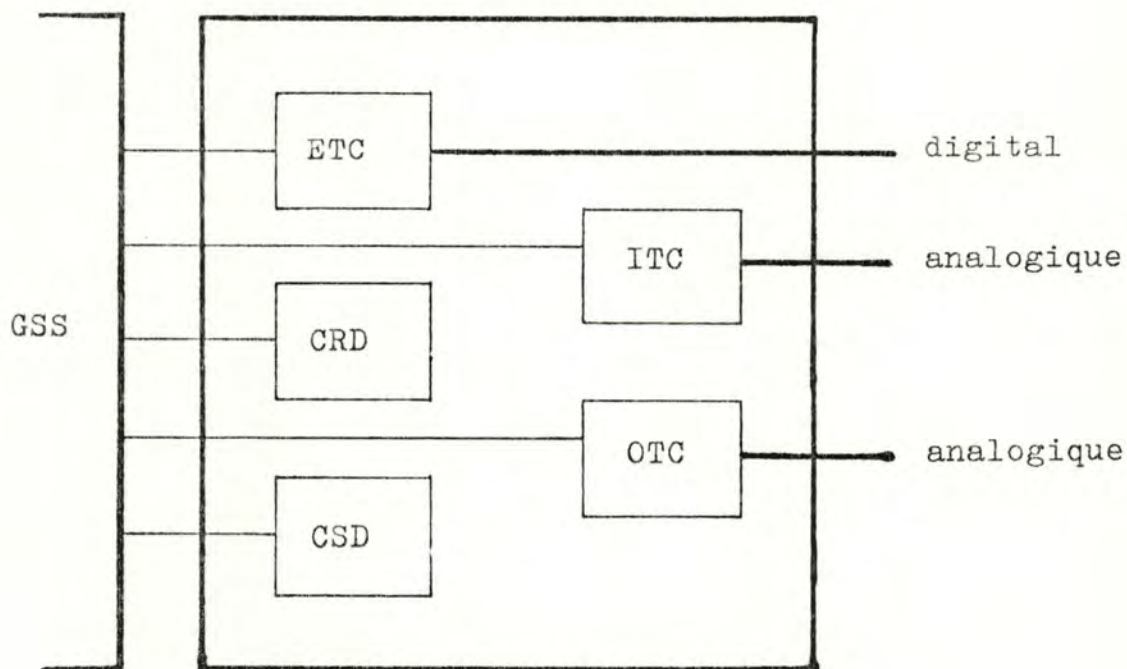 ETC
digital
ITC
analogique
GSS
CRD
OTC
analogique
CSD